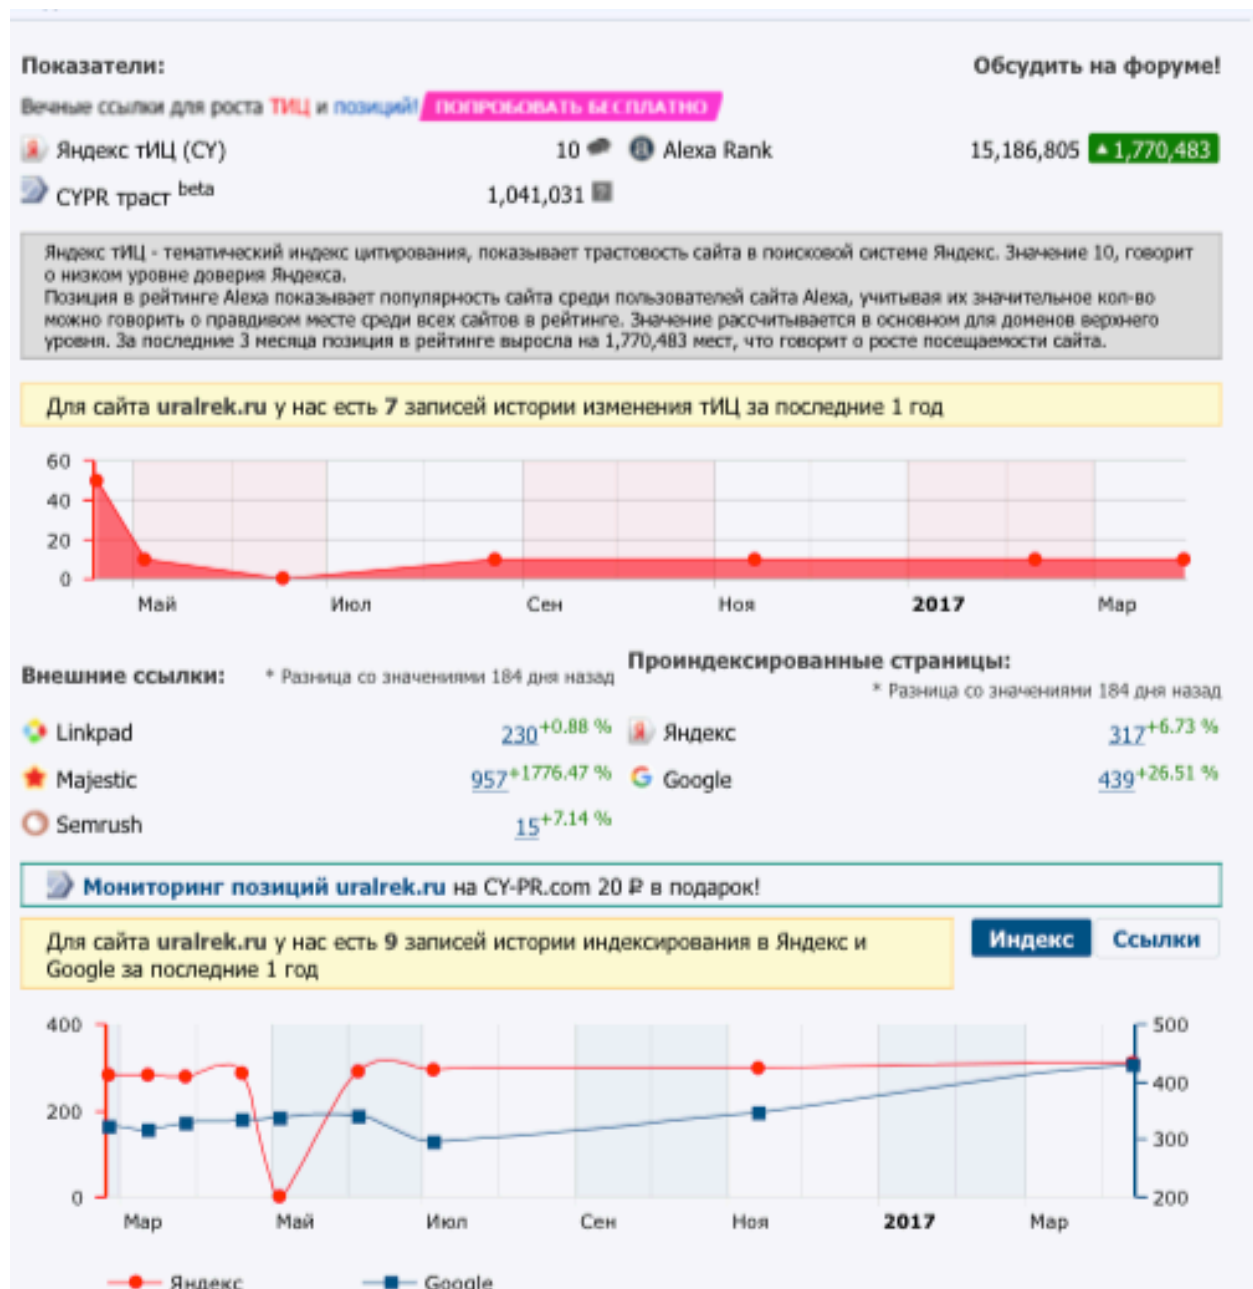 Показатели:
Обсудить на форуме!
Вечные ссылки для роста ТИЦ и позиций! ПОПРОБОВАТЬ БЕСПЛАТНО
Яндекс тИЦ (CY) 10
Alexa Rank 15,186,805 1,770,483
CYPR траст beta 1,041,031 ?
Яндекс тИЦ - тематический индекс цитирования, показывает трастовость сайта в поисковой системе Яндекс. Значение 10, говорит
о низком уровне доверия Яндекса.
Позиция в рейтинге Alexa показывает популярность сайта среди пользователей сайта Alexa, учитывая их значительное кол-во
можно говорить о правдивом месте среди всех сайтов в рейтинге. Значение рассчитывается в основном для доменов верхнего
уровня. За последние 3 месяца позиция в рейтинге выросла на 1,770,483 мест, что говорит о росте посещаемости сайта.
Для сайта uralrek.ru у нас есть 7 записей истории изменения тИЦ за последние 1 год
60
40
20
0
Май Июл Сен Ноя 2017 Мар
Внешние ссылки: * Разница со значениями 184 дня назад
Linkpad 230 +0.88 %
Majestic 957 +1776.47 %
Semrush 15 +7.14 %
Проиндексированные страницы:
* Разница со значениями 184 дня назад
Яндекс 317 +6.73 %
Google 439 +26.51 %
Мониторинг позиций uralrek.ru на CY-PR.com 20 ₽ в подарок!
Для сайта uralrek.ru у нас есть 9 записей истории индексирования в Яндекс и
Google за последние 1 год
Индекс Ссылки
400 500
400
200
300
0 200
Мар Май Июл Сен Ноя 2017 Мар
Яндекс Google